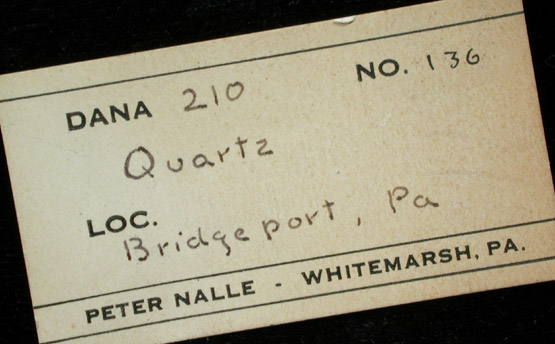 DANA 210 NO. 136
Quartz
LOC.
Bridgeport, Pa
PETER NALLE - WHITEMARSH, PA.